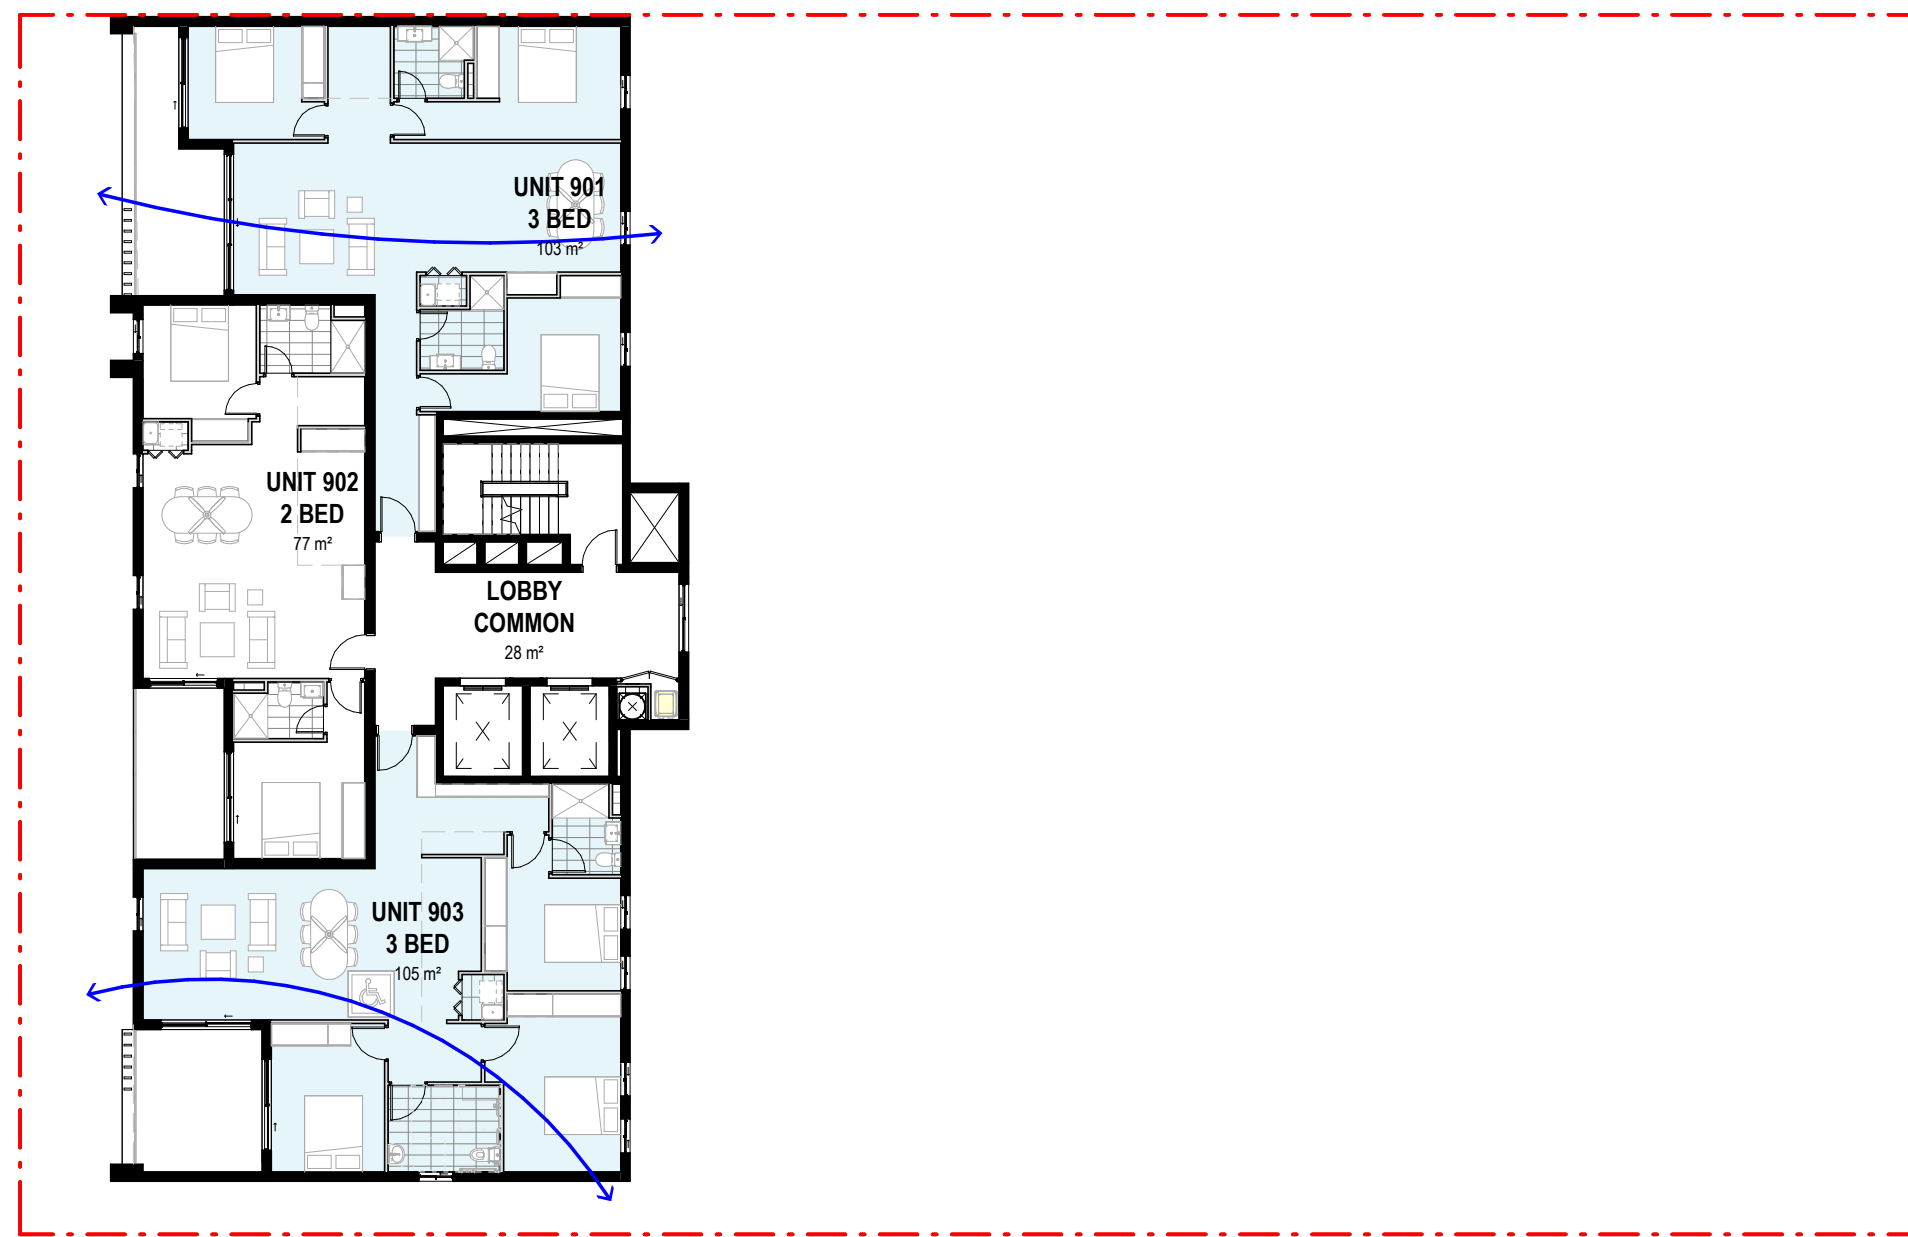 UNIT 901
3 BED
103 m²
UNIT 902
2 BED
77 m²
LOBBY
COMMON
28 m²
UNIT 903
3 BED
105 m²